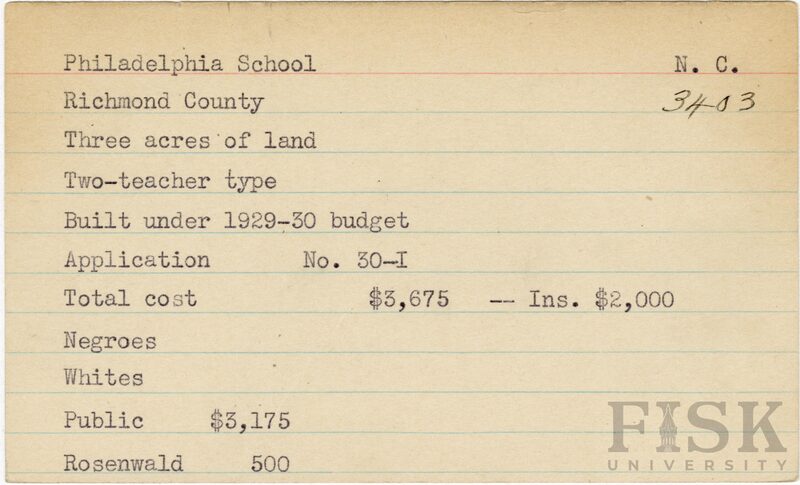 Philadelphia School N. C.
Richmond County 3403
Three acres of land
Two-teacher type
Built under 1929-30 budget
Application No. 30-I
Total cost $3,675 -- Ins. $2,000
Negroes
Whites
Public $3,175
Rosenwald 500
FISK
UNIVERSITY